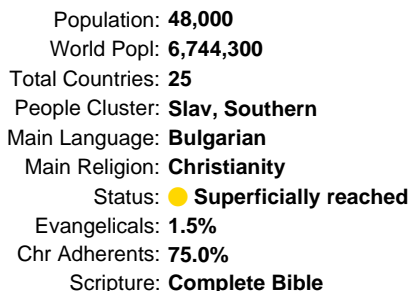 Population: 48,000
World Popl: 6,744,300
Total Countries: 25
People Cluster: Slav, Southern
Main Language: Bulgarian
Main Religion: Christianity
Status: Superficially reached
Evangelicals: 1.5%
Chr Adherents: 75.0%
Scripture: Complete Bible